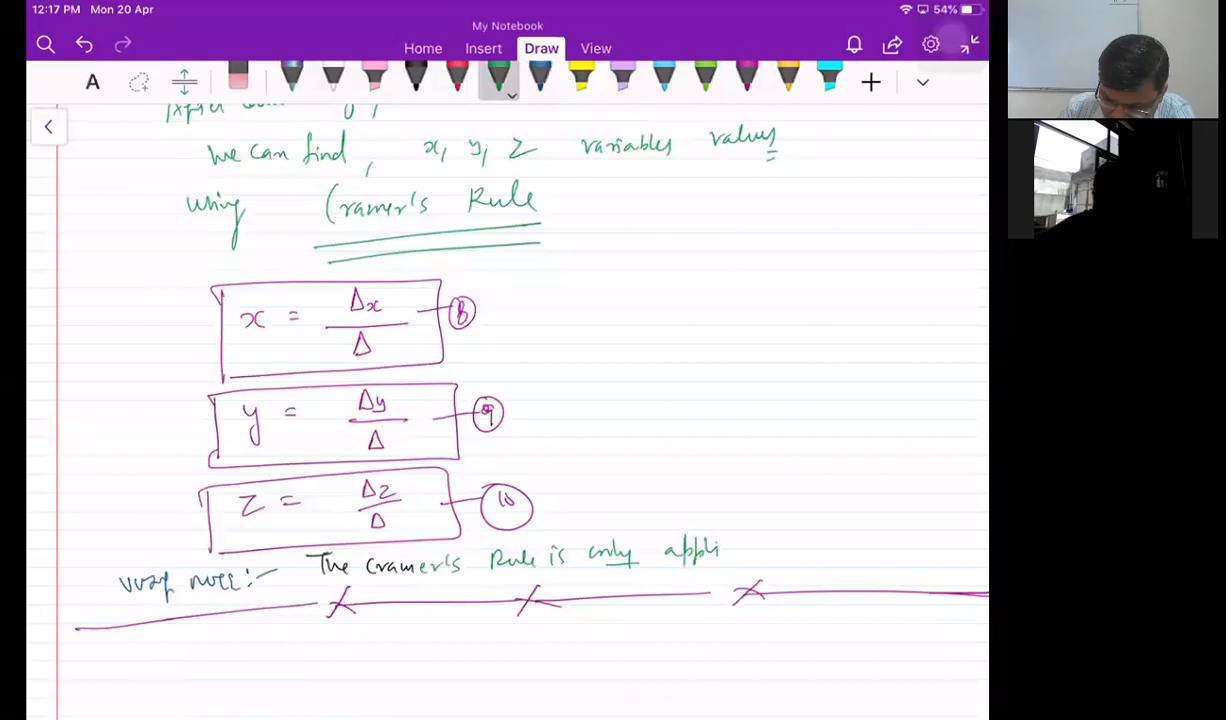 12:17 PM Mon 20 Apr
54%
My Notebook
Home Insert Draw View
A
we can find, x, y, z variables values
using Cramer's Rule
x = Δx / Δ — 8
y = Δy / Δ — 9
z = Δz / Δ — 10
The Cramer's Rule is only appli